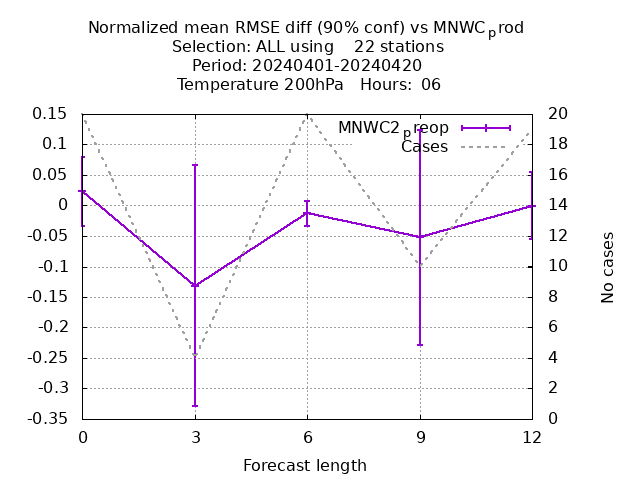 Normalized mean RMSE diff (90% conf) vs MNWCprod
Selection: ALL using    22 stations
Period: 20240401-20240420
Temperature 200hPa   Hours:  06
MNWC2preop
Cases
0.15
0.1
0.05
0
-0.05
-0.1
-0.15
-0.2
-0.25
-0.3
-0.35
20
18
16
14
12
10
8
6
4
2
0
No cases
0 3 6 9 12
Forecast length